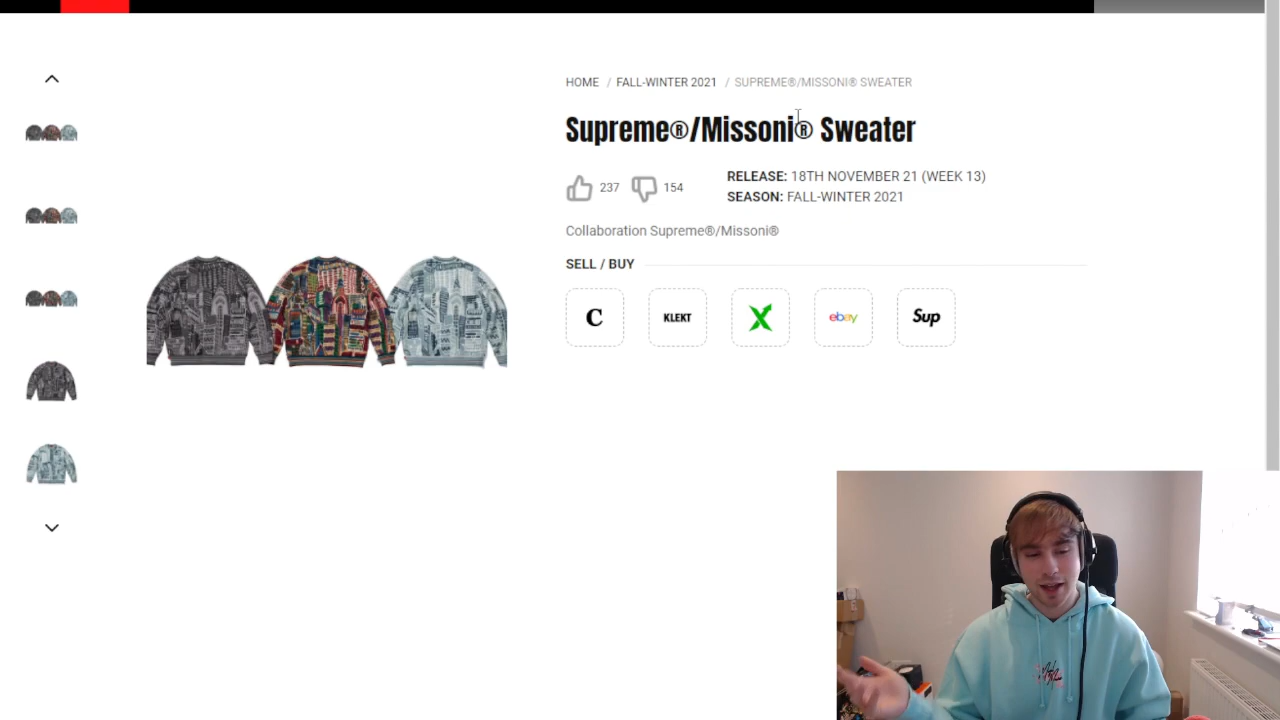 HOME / FALL-WINTER 2021 / SUPREME®/MISSONI® SWEATER
Supreme®/Missoni® Sweater
237 154
RELEASE: 18TH NOVEMBER 21 (WEEK 13)
SEASON: FALL-WINTER 2021
Collaboration Supreme®/Missoni®
SELL / BUY
C KLEKT X ebay Sup